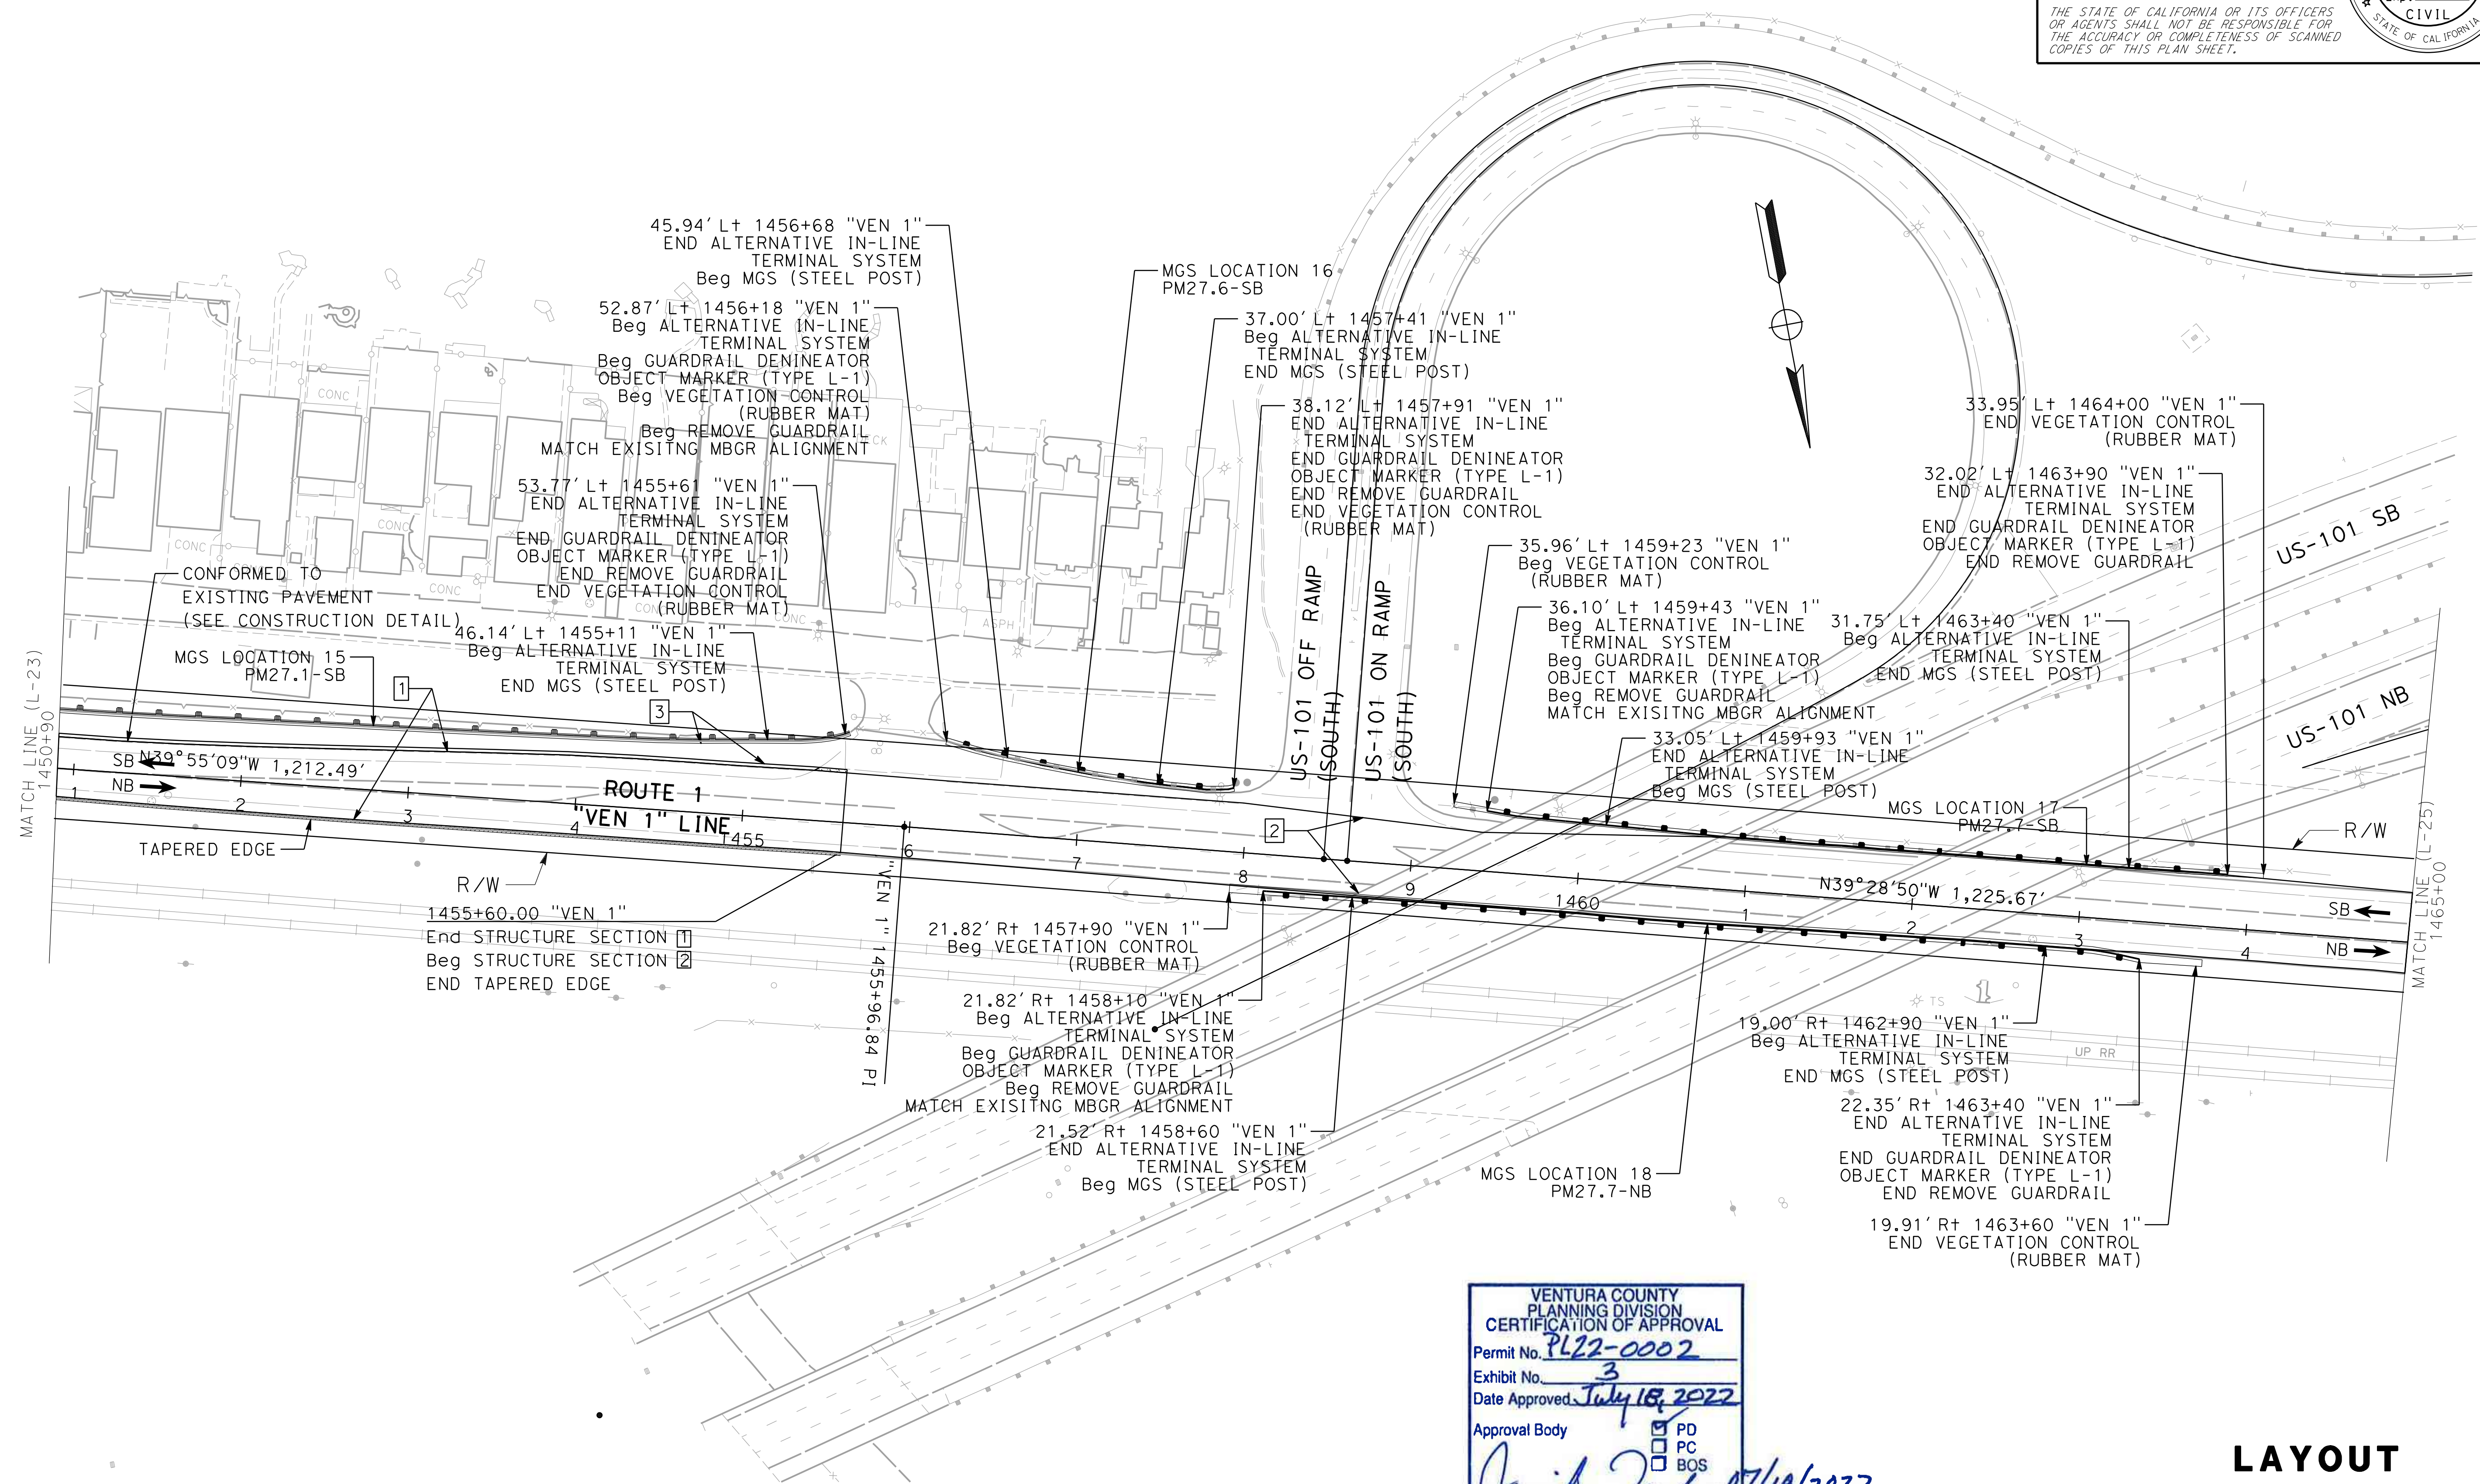 THE STATE OF CALIFORNIA OR ITS OFFICERS
OR AGENTS SHALL NOT BE RESPONSIBLE FOR
THE ACCURACY OR COMPLETENESS OF SCANNED
COPIES OF THIS PLAN SHEET.
CIVIL
STATE OF CALIFORNIA
45.94' Lt 1456+68 "VEN 1"
END ALTERNATIVE IN-LINE
TERMINAL SYSTEM
Beg MGS (STEEL POST)
52.87' Lt 1456+18 "VEN 1"
Beg ALTERNATIVE IN-LINE
TERMINAL SYSTEM
Beg GUARDRAIL DENINEATOR
OBJECT MARKER (TYPE L-1)
Beg VEGETATION CONTROL
(RUBBER MAT)
Beg REMOVE GUARDRAIL
MATCH EXISITNG MBGR ALIGNMENT
53.77' Lt 1455+61 "VEN 1"
END ALTERNATIVE IN-LINE
TERMINAL SYSTEM
END GUARDRAIL DENINEATOR
OBJECT MARKER (TYPE L-1)
END REMOVE GUARDRAIL
END VEGETATION CONTROL
(RUBBER MAT)
46.14' Lt 1455+11 "VEN 1"
Beg ALTERNATIVE IN-LINE
TERMINAL SYSTEM
END MGS (STEEL POST)
MGS LOCATION 16
PM27.6-SB
37.00' Lt 1457+41 "VEN 1"
Beg ALTERNATIVE IN-LINE
TERMINAL SYSTEM
END MGS (STEEL POST)
38.12' Lt 1457+91 "VEN 1"
END ALTERNATIVE IN-LINE
TERMINAL SYSTEM
END GUARDRAIL DENINEATOR
OBJECT MARKER (TYPE L-1)
END REMOVE GUARDRAIL
END VEGETATION CONTROL
(RUBBER MAT)
33.95' Lt 1464+00 "VEN 1"
END VEGETATION CONTROL
(RUBBER MAT)
32.02' Lt 1463+90 "VEN 1"
END ALTERNATIVE IN-LINE
TERMINAL SYSTEM
END GUARDRAIL DENINEATOR
OBJECT MARKER (TYPE L-1)
END REMOVE GUARDRAIL
35.96' Lt 1459+23 "VEN 1"
Beg VEGETATION CONTROL
(RUBBER MAT)
36.10' Lt 1459+43 "VEN 1"
Beg ALTERNATIVE IN-LINE
TERMINAL SYSTEM
Beg GUARDRAIL DENINEATOR
OBJECT MARKER (TYPE L-1)
Beg REMOVE GUARDRAIL
MATCH EXISITNG MBGR ALIGNMENT
31.75' Lt 1463+40 "VEN 1"
Beg ALTERNATIVE IN-LINE
TERMINAL SYSTEM
END MGS (STEEL POST)
33.05' Lt 1459+93 "VEN 1"
END ALTERNATIVE IN-LINE
TERMINAL SYSTEM
Beg MGS (STEEL POST)
MGS LOCATION 17
PM27.7-SB
US-101 SB
US-101 NB
US-101 OFF RAMP
(SOUTH)
US-101 ON RAMP
(SOUTH)
CONC
CONC
CONC
CONC
CONC
ASPH
CONFORMED TO
EXISTING PAVEMENT
(SEE CONSTRUCTION DETAIL)
MGS LOCATION 15
PM27.1-SB
1
3
2
MATCH LINE (L-23)
1450+90
SB
N39°55'09"W 1,212.49'
NB
ROUTE 1
"VEN 1" LINE
1 2 3 4 1455 6 7 8 9 1460 1 2 3 4
TAPERED EDGE
R/W
R/W
1455+60.00 "VEN 1"
End STRUCTURE SECTION 1
Beg STRUCTURE SECTION 2
END TAPERED EDGE
"VEN 1" 1455+96.84 PI
N39°28'50"W 1,225.67'
SB
NB
MATCH LINE (L-25)
1465+00
21.82' Rt 1457+90 "VEN 1"
Beg VEGETATION CONTROL
(RUBBER MAT)
21.82' Rt 1458+10 "VEN 1"
Beg ALTERNATIVE IN-LINE
TERMINAL SYSTEM
Beg GUARDRAIL DENINEATOR
OBJECT MARKER (TYPE L-1)
Beg REMOVE GUARDRAIL
MATCH EXISITNG MBGR ALIGNMENT
21.52' Rt 1458+60 "VEN 1"
END ALTERNATIVE IN-LINE
TERMINAL SYSTEM
Beg MGS (STEEL POST)
MGS LOCATION 18
PM27.7-NB
TS
UP RR
19.00' Rt 1462+90 "VEN 1"
Beg ALTERNATIVE IN-LINE
TERMINAL SYSTEM
END MGS (STEEL POST)
22.35' Rt 1463+40 "VEN 1"
END ALTERNATIVE IN-LINE
TERMINAL SYSTEM
END GUARDRAIL DENINEATOR
OBJECT MARKER (TYPE L-1)
END REMOVE GUARDRAIL
19.91' Rt 1463+60 "VEN 1"
END VEGETATION CONTROL
(RUBBER MAT)
VENTURA COUNTY
PLANNING DIVISION
CERTIFICATION OF APPROVAL
Permit No. PL22-0002
Exhibit No. 3
Date Approved July 18, 2022
Approval Body PD
PC
BOS
LAYOUT